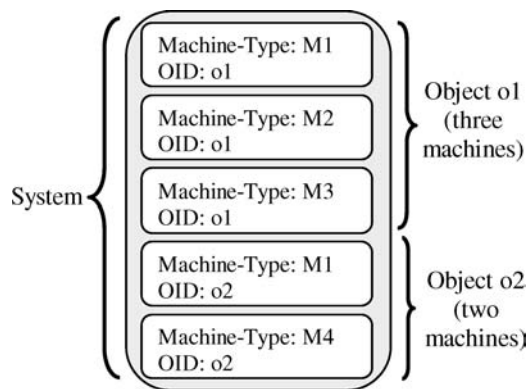 System
Machine-Type: M1
OID: o1
Machine-Type: M2
OID: o1
Machine-Type: M3
OID: o1
Machine-Type: M1
OID: o2
Machine-Type: M4
OID: o2
Object o1
(three
machines)
Object o2
(two
machines)